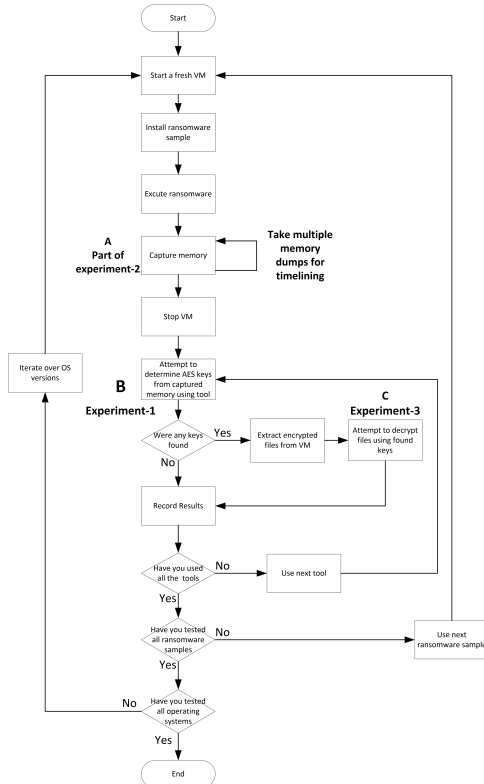 Start
Start a fresh VM
Install ransomware
sample
Excute ransomware
A
Part of
experiment-2
Capture memory
Take multiple
memory
dumps for
timelining
Stop VM
Iterate over OS
versions
Attempt to
determine AES keys
from captured
memory using tool
B
Experiment-1
C
Experiment-3
Were any keys
found
Yes
Extract encrypted
files from VM
Attempt to decrypt
files using found
keys
No
Record Results
Have you used
all the tools
No
Use next tool
Yes
Have you tested
all ransomware
samples
No
Use next
ransomware sample
Yes
Have you tested
all operating
systems
No
Yes
End